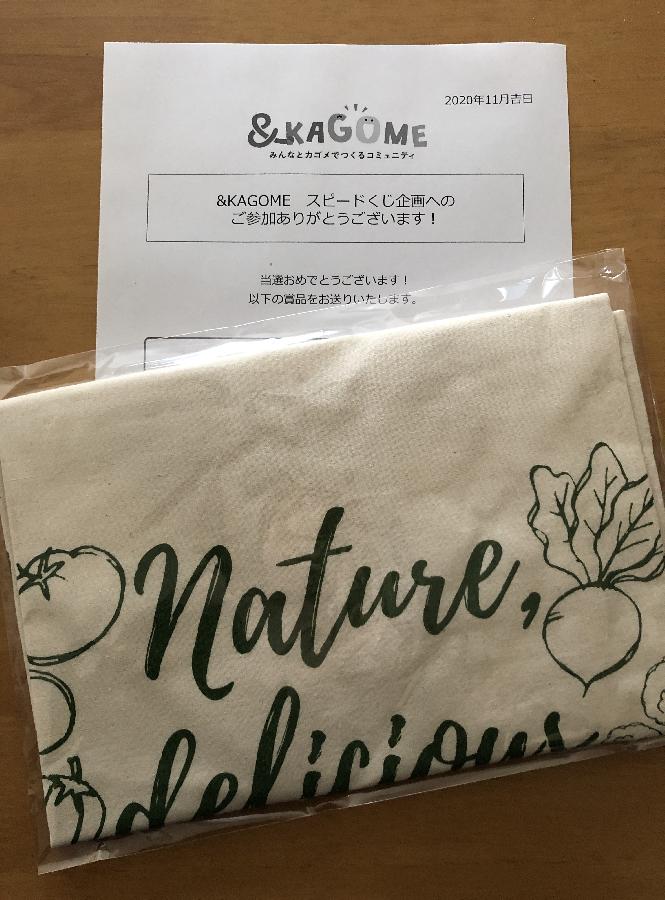 2020年11月吉日
&KAGOME
みんなとカゴメでつくるコミュニティ
&KAGOME　スピードくじ企画への
ご参加ありがとうございます！
当選おめでとうございます！
以下の賞品をお送りいたします。
Nature,
delicious